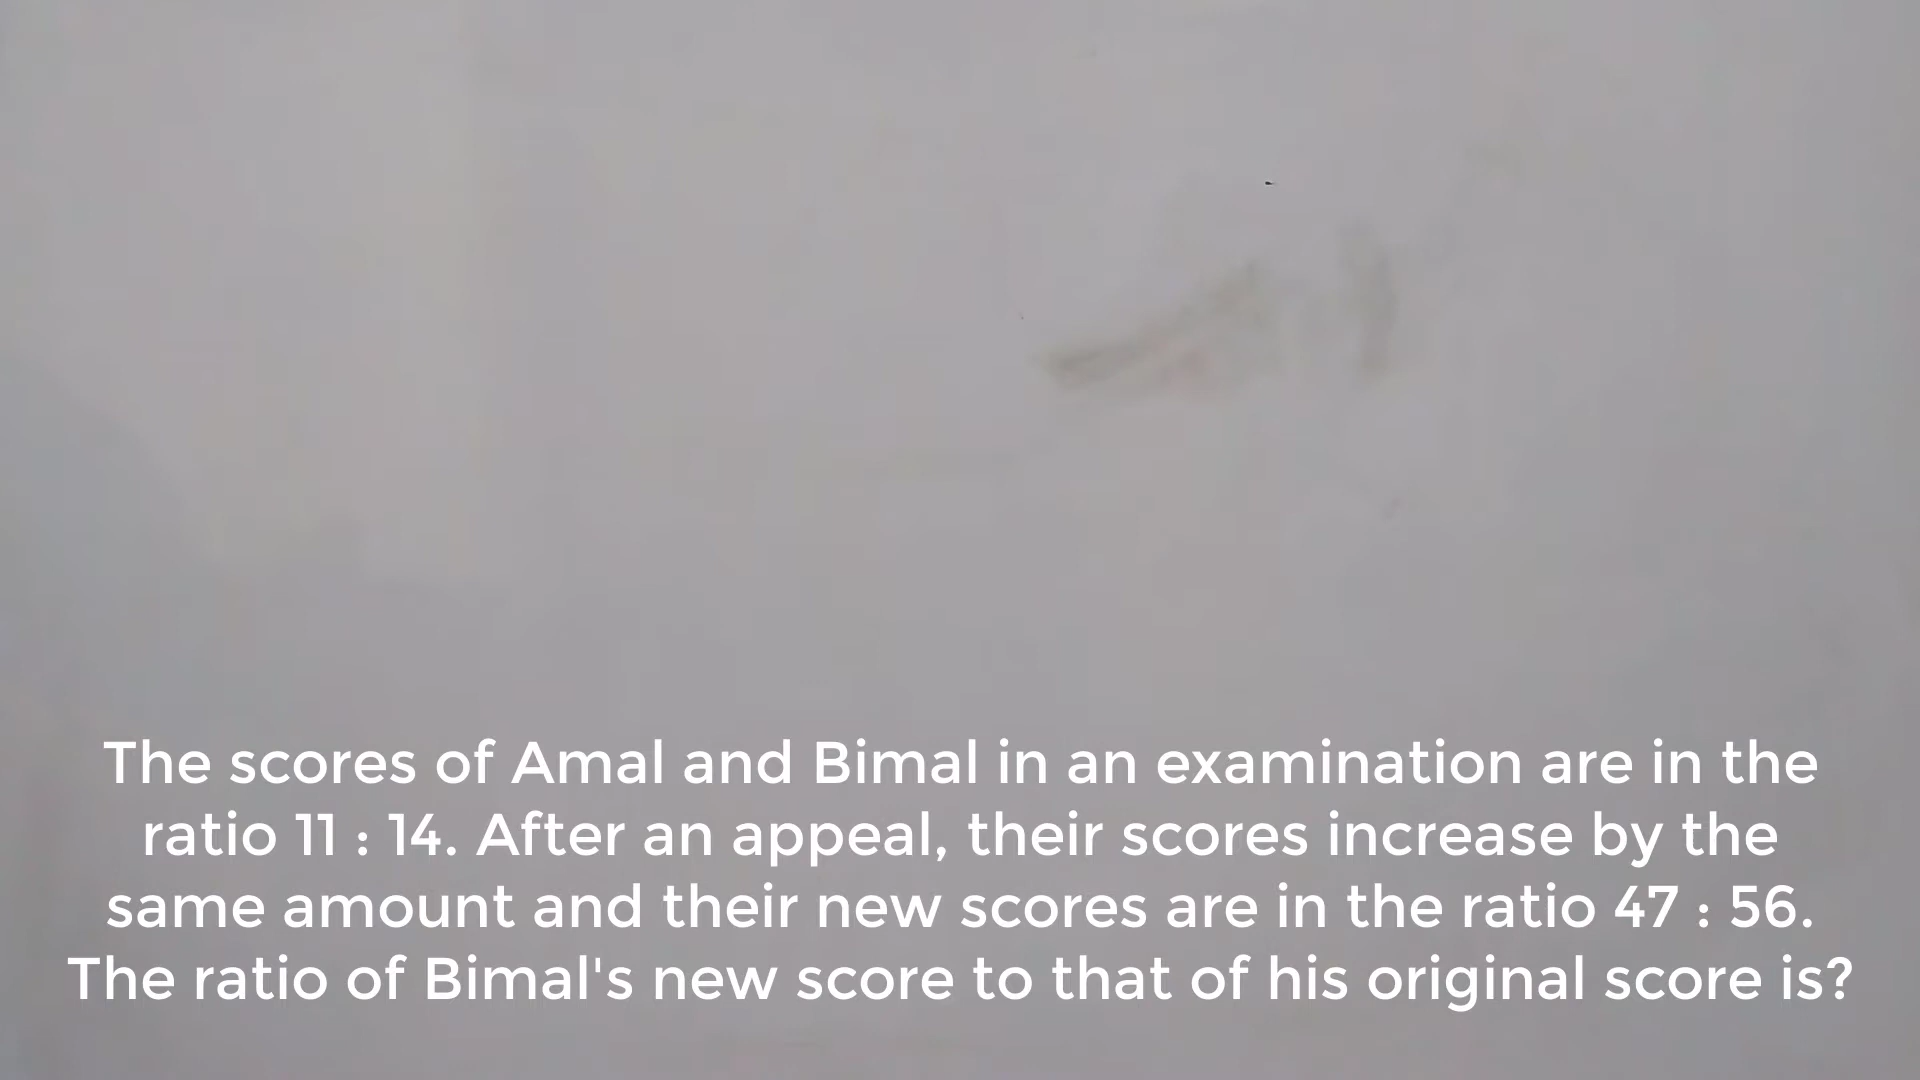 The scores of Amal and Bimal in an examination are in the
ratio 11 : 14. After an appeal, their scores increase by the
same amount and their new scores are in the ratio 47 : 56.
The ratio of Bimal's new score to that of his original score is?